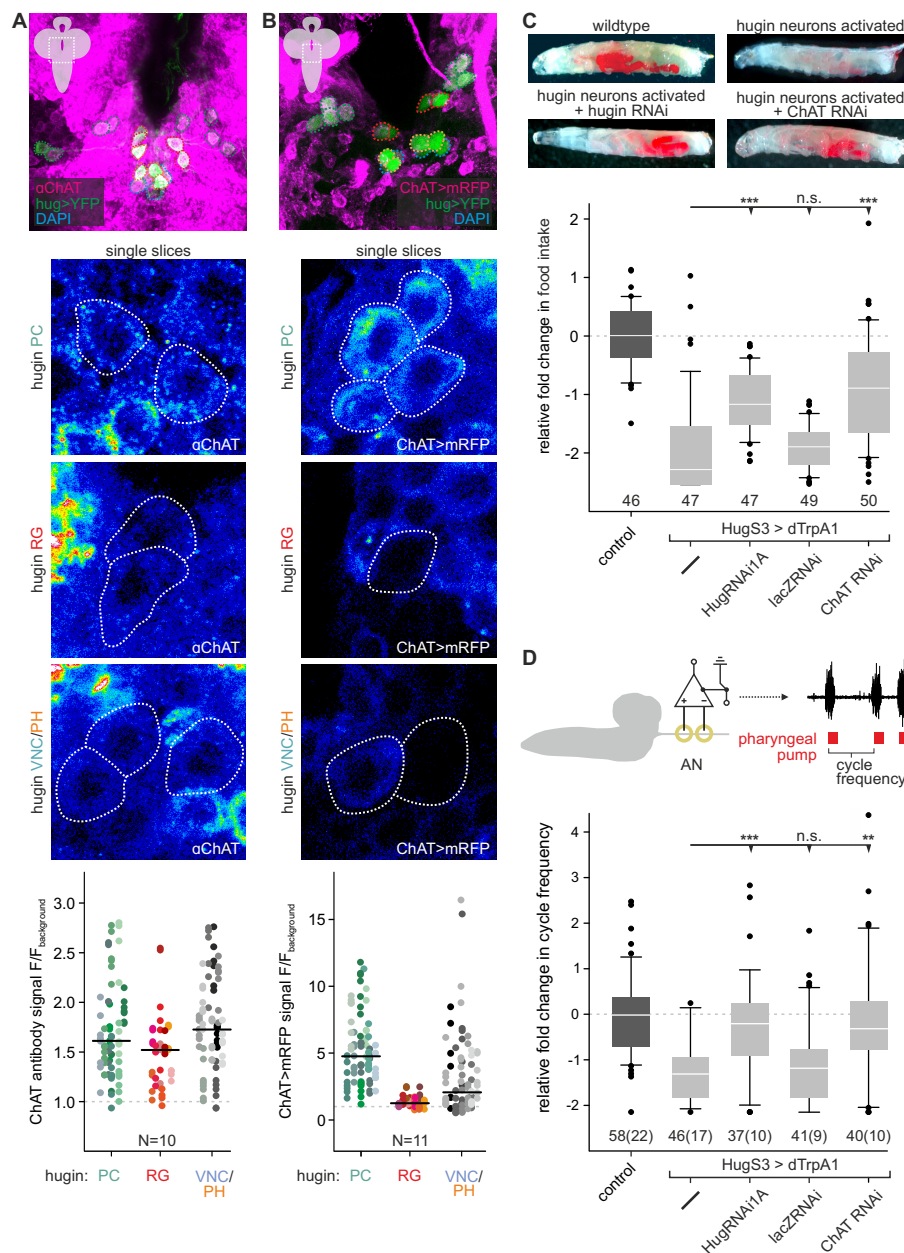 A
αChAT
hug>YFP
DAPI
single slices
hugin PC
αChAT
hugin RG
αChAT
hugin VNC/PH
αChAT
ChAT antibody signal F/Fbackground
3.0
2.5
2.0
1.5
1.0
N=10
hugin: PC RG VNC/
PH
B
ChAT>mRFP
hug>YFP
DAPI
single slices
hugin PC
ChAT>mRFP
hugin RG
ChAT>mRFP
hugin VNC/PH
ChAT>mRFP
ChAT>mRFP signal F/Fbackground
15
10
5
0
N=11
hugin: PC RG VNC/
PH
C
wildtype
hugin neurons activated
hugin neurons activated
+ hugin RNAi
hugin neurons activated
+ ChAT RNAi
*** n.s. ***
relative fold change in food intake
2
1
0
-1
-2
46 47 47 49 50
HugS3 > dTrpA1
control
HugRNAi1A
lacZRNAi
ChAT RNAi
D
+ −
AN
pharyngeal
pump
cycle
frequency
*** n.s. **
relative fold change in cycle frequency
4
3
2
1
0
-1
-2
58(22) 46(17) 37(10) 41(9) 40(10)
HugS3 > dTrpA1
control
HugRNAi1A
lacZRNAi
ChAT RNAi